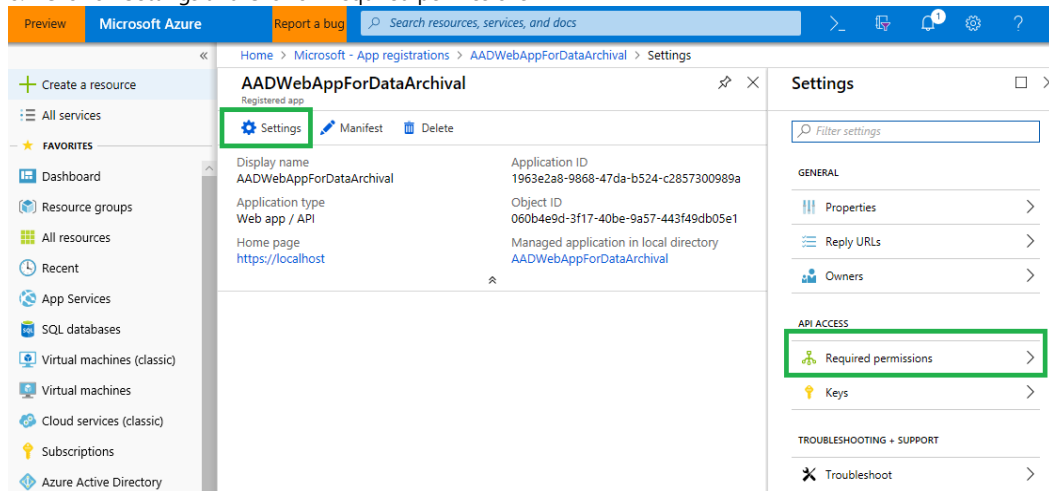 Preview
Microsoft Azure
Report a bug
Search resources, services, and docs
1
Home > Microsoft - App registrations > AADWebAppForDataArchival > Settings
Create a resource
All services
FAVORITES
Dashboard
Resource groups
All resources
Recent
App Services
SQL databases
Virtual machines (classic)
Virtual machines
Cloud services (classic)
Subscriptions
Azure Active Directory
AADWebAppForDataArchival
Registered app
Settings
Manifest
Delete
Display name
AADWebAppForDataArchival
Application type
Web app / API
Home page
https://localhost
Application ID
1963e2a8-9868-47da-b524-c2857300989a
Object ID
060b4e9d-3f17-40be-9a57-443f49db05e1
Managed application in local directory
AADWebAppForDataArchival
Settings
Filter settings
GENERAL
Properties
Reply URLs
Owners
API ACCESS
Required permissions
Keys
TROUBLESHOOTING + SUPPORT
Troubleshoot